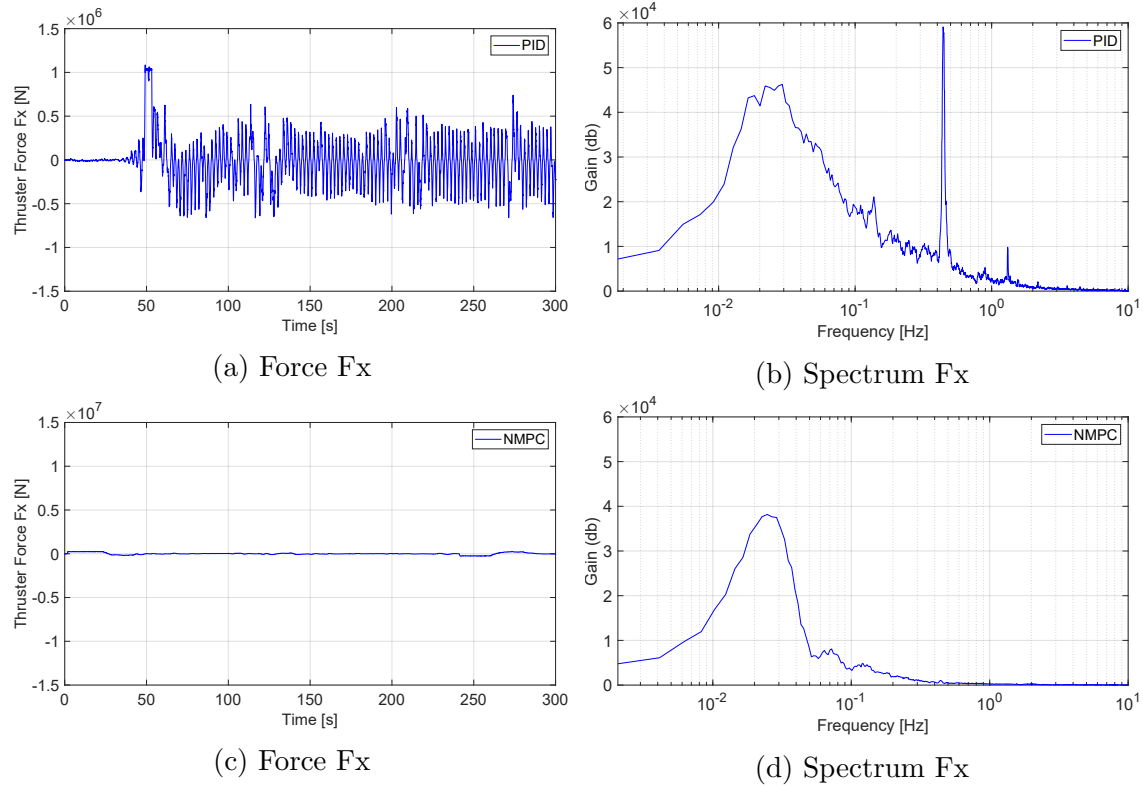 ×10^6
1.5
1
0.5
0
-0.5
-1
-1.5
Thruster Force Fx [N]
PID
0 50 100 150 200 250 300
Time [s]
(a) Force Fx
×10^4
6
5
4
3
2
1
0
Gain (db)
PID
10^-2 10^-1 10^0 10^1
Frequency [Hz]
(b) Spectrum Fx
×10^7
1.5
1
0.5
0
-0.5
-1
-1.5
Thruster Force Fx [N]
NMPC
0 50 100 150 200 250 300
Time [s]
(c) Force Fx
×10^4
6
5
4
3
2
1
0
Gain (db)
NMPC
10^-2 10^-1 10^0 10^1
Frequency [Hz]
(d) Spectrum Fx